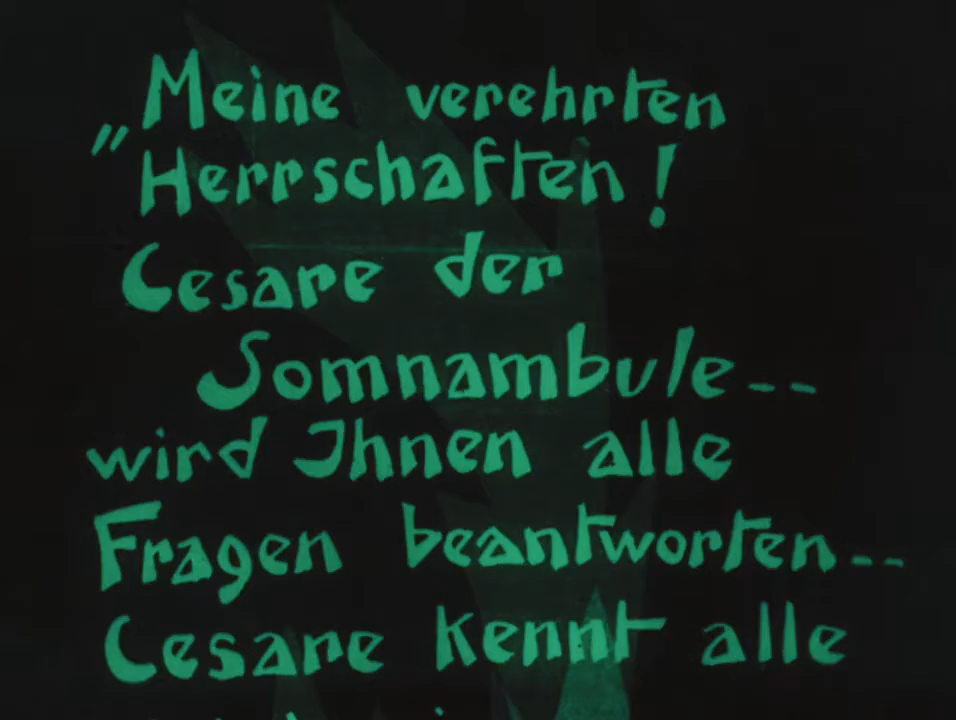 „Meine verehrten
Herrschaften!
Cesare der
Somnambule--
wird Ihnen alle
Fragen beantworten--
Cesare kennt alle